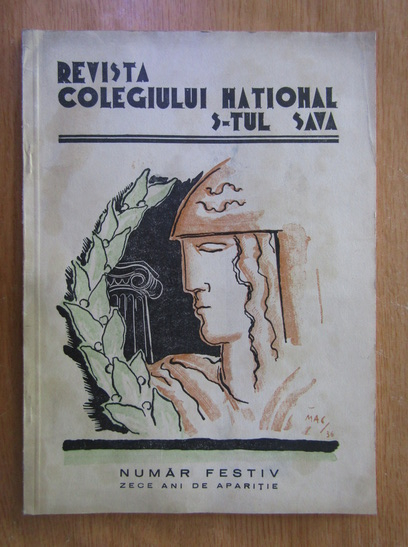 REVISTA
COLEGIULUI NATIONAL
S-TUL SAVA
NUMĂR FESTIV
ZECE ANI DE APARIȚIE